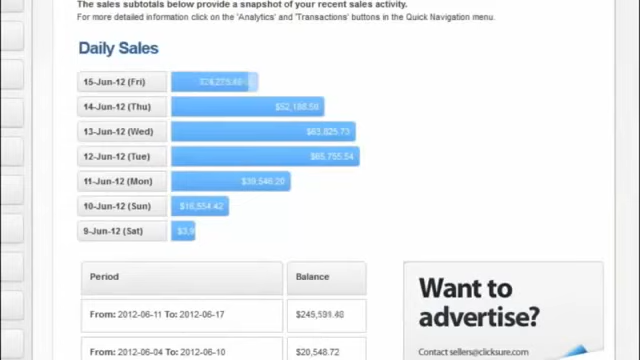 The sales subtotals below provide a snapshot of your recent sales activity.
For more detailed information click on the 'Analytics' and 'Transactions' buttons in the Quick Navigation menu.
Daily Sales
15-Jun-12 (Fri)
14-Jun-12 (Thu) $52,188.58
13-Jun-12 (Wed) $63,825.73
12-Jun-12 (Tue) $65,755.54
11-Jun-12 (Mon) $39,546.20
10-Jun-12 (Sun) $16,554.42
9-Jun-12 (Sat) $3,9
Period Balance
From: 2012-06-11 To: 2012-06-17 $245,591.48
From: 2012-06-04 To: 2012-06-10 $20,548.72
Want to
advertise?
Contact sellers@clicksure.com